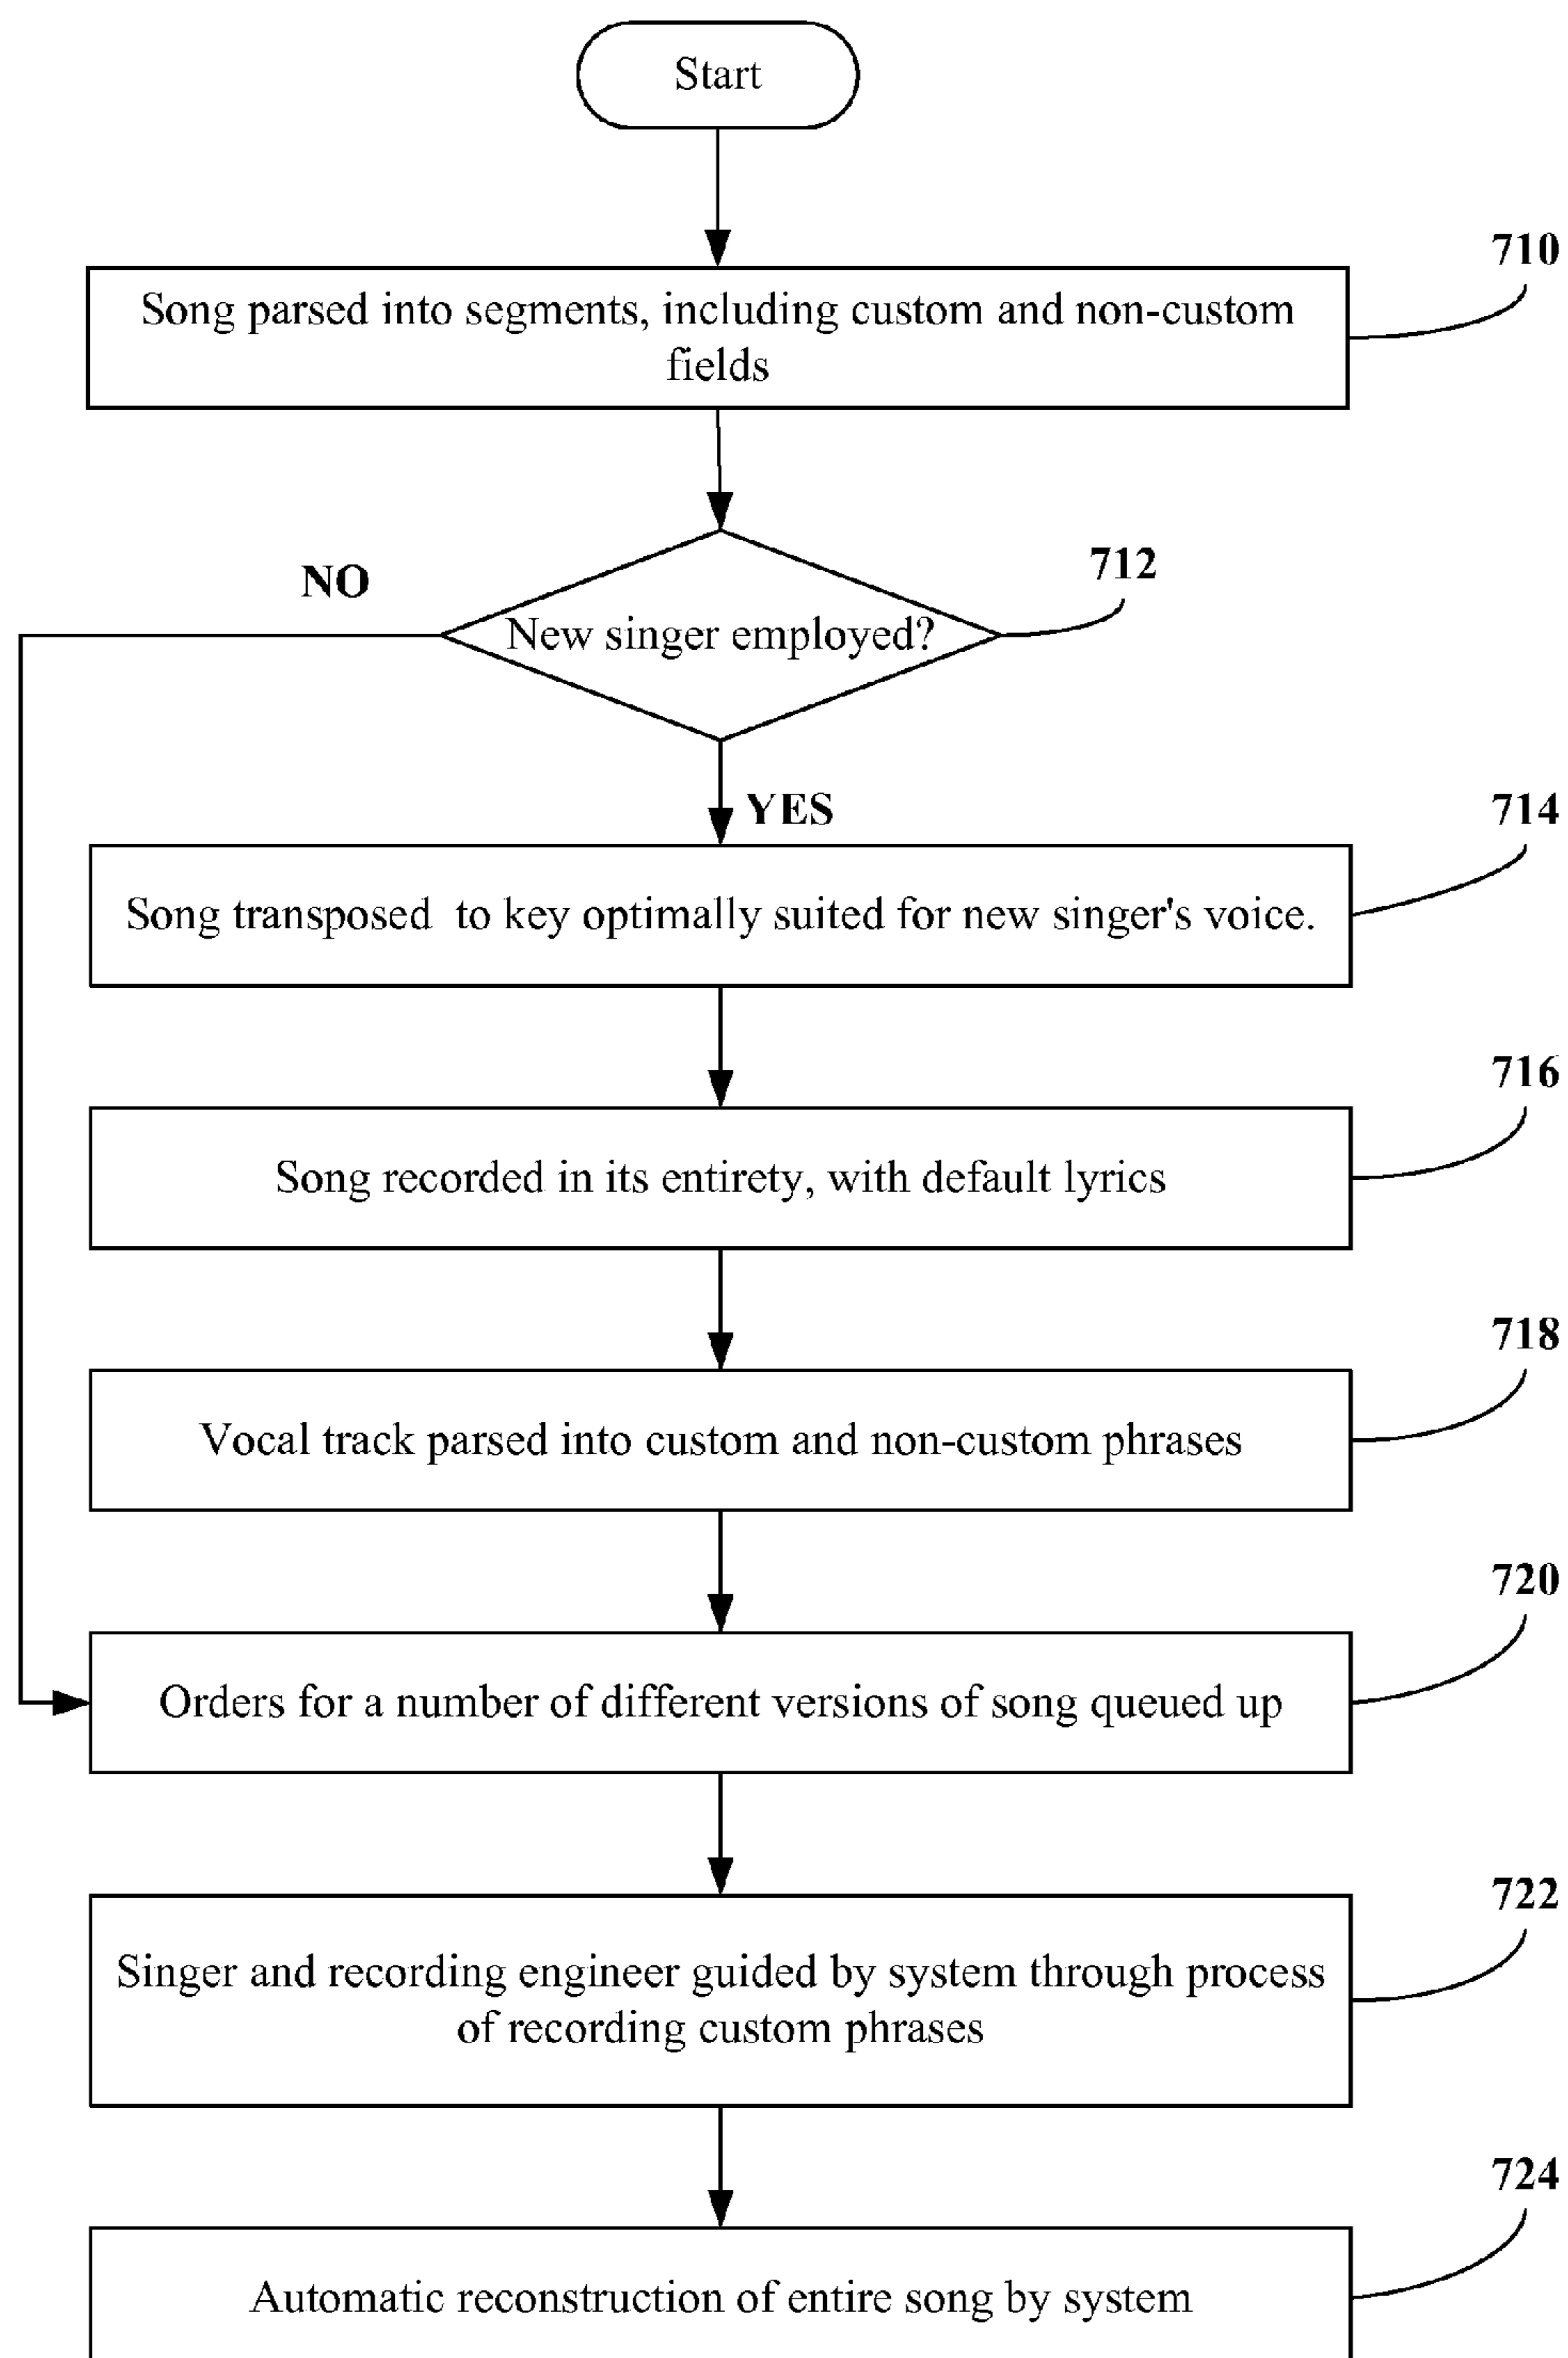 Start
710
Song parsed into segments, including custom and non-custom
fields
NO
712
New singer employed?
YES
714
Song transposed to key optimally suited for new singer's voice.
716
Song recorded in its entirety, with default lyrics
718
Vocal track parsed into custom and non-custom phrases
720
Orders for a number of different versions of song queued up
722
Singer and recording engineer guided by system through process
of recording custom phrases
724
Automatic reconstruction of entire song by system